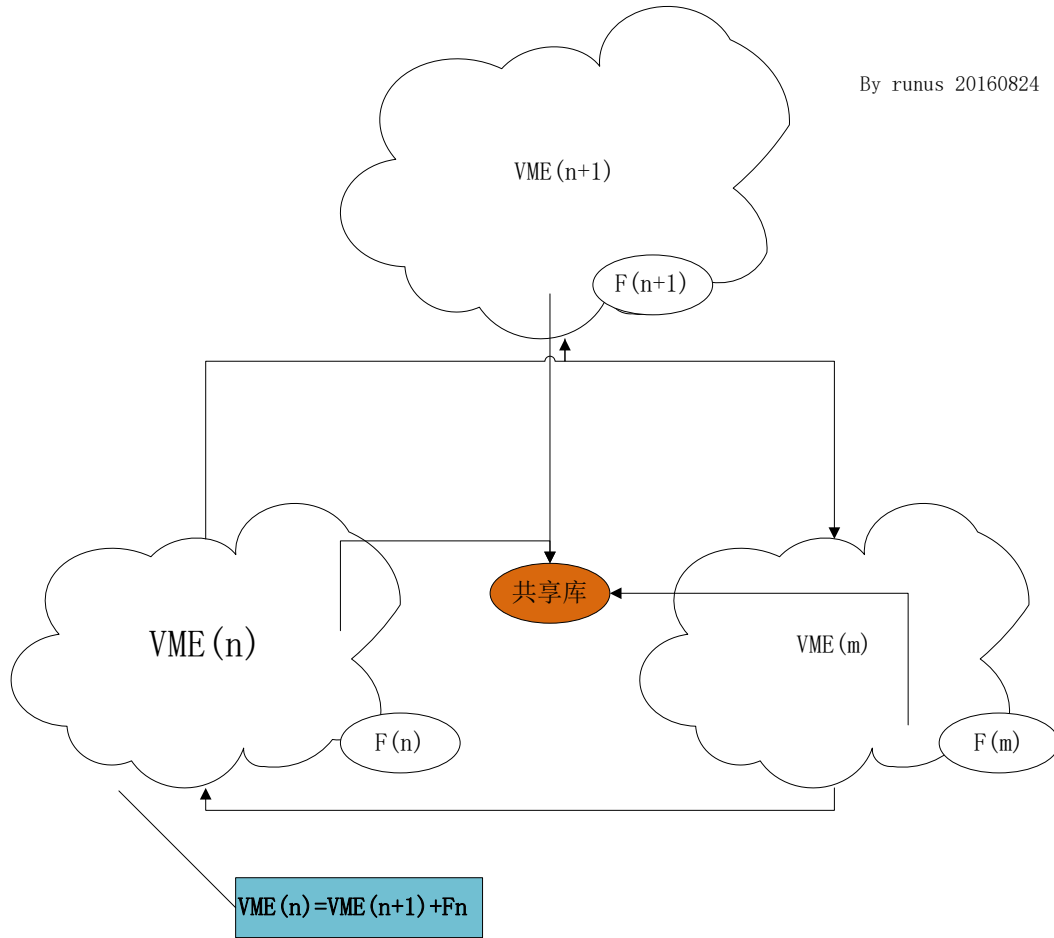 By runus 20160824
VME(n+1)
F(n+1)
共享库
VME(n)
VME(m)
F(n)
F(m)
VME(n)=VME(n+1)+Fn